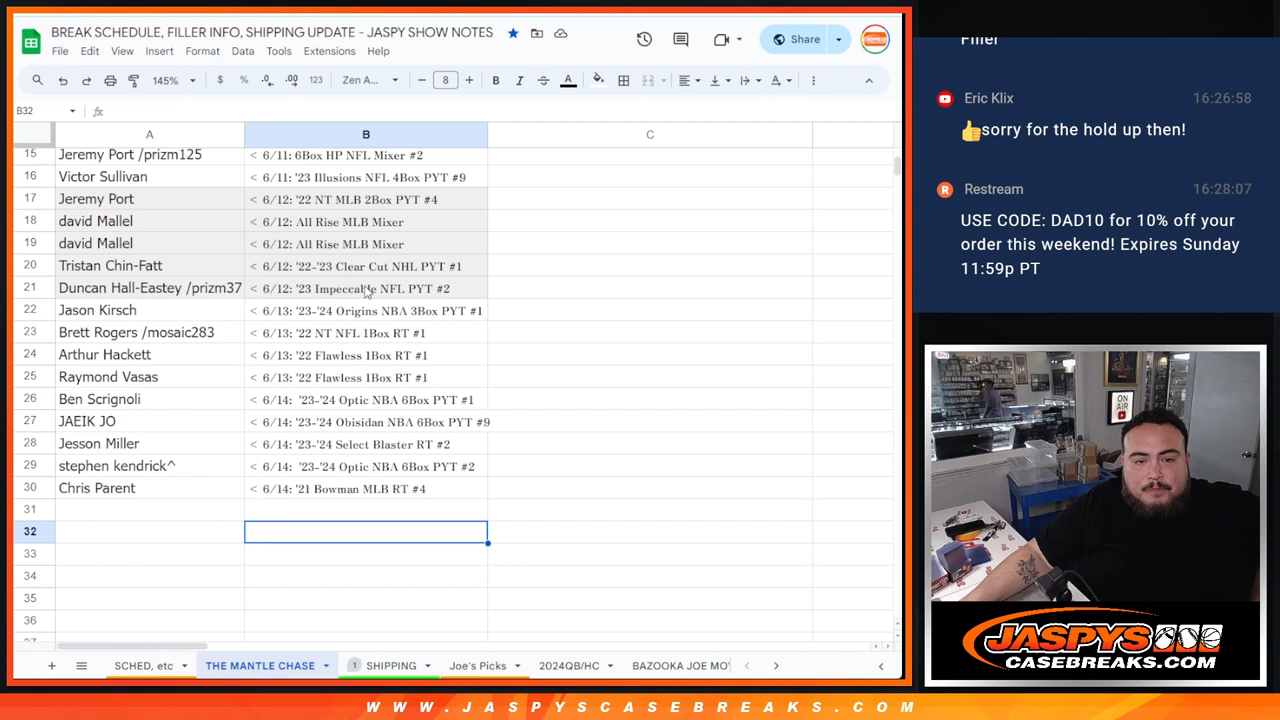 BREAK SCHEDULE, FILLER INFO, SHIPPING UPDATE - JASPY SHOW NOTES
File Edit View Insert Format Data Tools Extensions Help
Share
145% $ % .0 .00 123 Zen A... 8 B I A
B32 fx
A B C
15 Jeremy Port /prizm125 < 6/11: 6Box HP NFL Mixer #2
16 Victor Sullivan < 6/11: '23 Illusions NFL 4Box PYT #9
17 Jeremy Port < 6/12: '22 NT MLB 2Box PYT #4
18 david Mallel < 6/12: All Rise MLB Mixer
19 david Mallel < 6/12: All Rise MLB Mixer
20 Tristan Chin-Fatt < 6/12: '22-'23 Clear Cut NHL PYT #1
21 Duncan Hall-Eastey /prizm37 < 6/12: '23 Impeccable NFL PYT #2
22 Jason Kirsch < 6/13: '23-'24 Origins NBA 3Box PYT #1
23 Brett Rogers /mosaic283 < 6/13: '22 NT NFL 1Box RT #1
24 Arthur Hackett < 6/13: '22 Flawless 1Box RT #1
25 Raymond Vasas < 6/13: '22 Flawless 1Box RT #1
26 Ben Scrignoli < 6/14: '23-'24 Optic NBA 6Box PYT #1
27 JAEIK JO < 6/14: '23-'24 Obisidan NBA 6Box PYT #9
28 Jesson Miller < 6/14: '23-'24 Select Blaster RT #2
29 stephen kendrick^ < 6/14: '23-'24 Optic NBA 6Box PYT #2
30 Chris Parent < 6/14: '21 Bowman MLB RT #4
31
32
33
34
35
36
SCHED, etc THE MANTLE CHASE 1 SHIPPING Joe's Picks 2024QB/HC BAZOOKA JOE MO'
Filler
Eric Klix 16:26:58
👍sorry for the hold up then!
Restream 16:28:07
USE CODE: DAD10 for 10% off your
order this weekend! Expires Sunday
11:59p PT
ON
AIR
JASPYS
CASEBREAKS.COM
WWW.JASPYSCASEBREAKS.COM